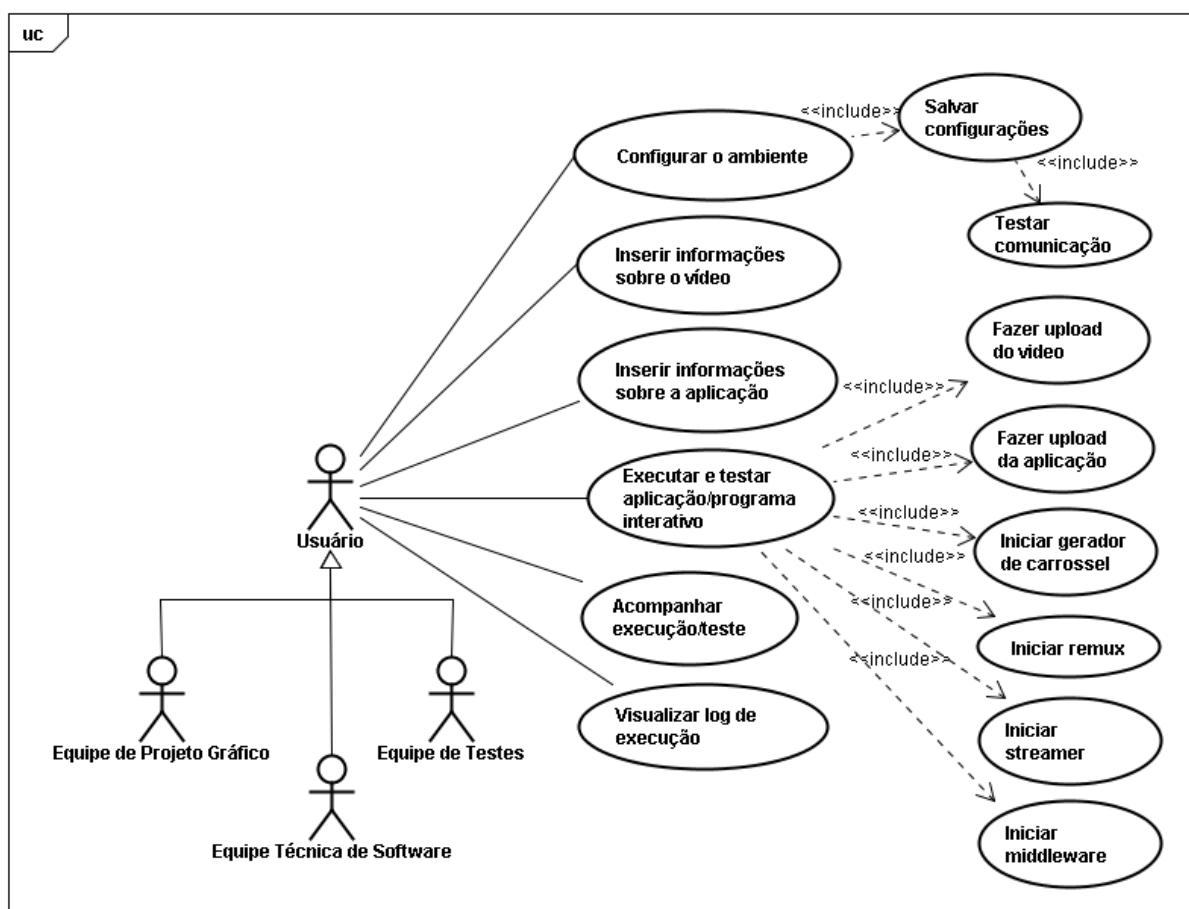 uc
<<include>>
Salvar
configurações
Configurar o ambiente
<<include>>
Testar
comunicação
Inserir informações
sobre o vídeo
Fazer upload
do vídeo
Inserir informações
sobre a aplicação
<<include>>
Fazer upload
da aplicação
<<include>>
Executar e testar
aplicação/programa
interativo
<<include>>
Iniciar gerador
de carrossel
<<include>>
Usuário
Acompanhar
execução/teste
<<include>>
Iniciar remux
<<include>>
Visualizar log de
execução
Iniciar
streamer
Equipe de Projeto Gráfico
Equipe de Testes
Iniciar
middleware
Equipe Técnica de Software